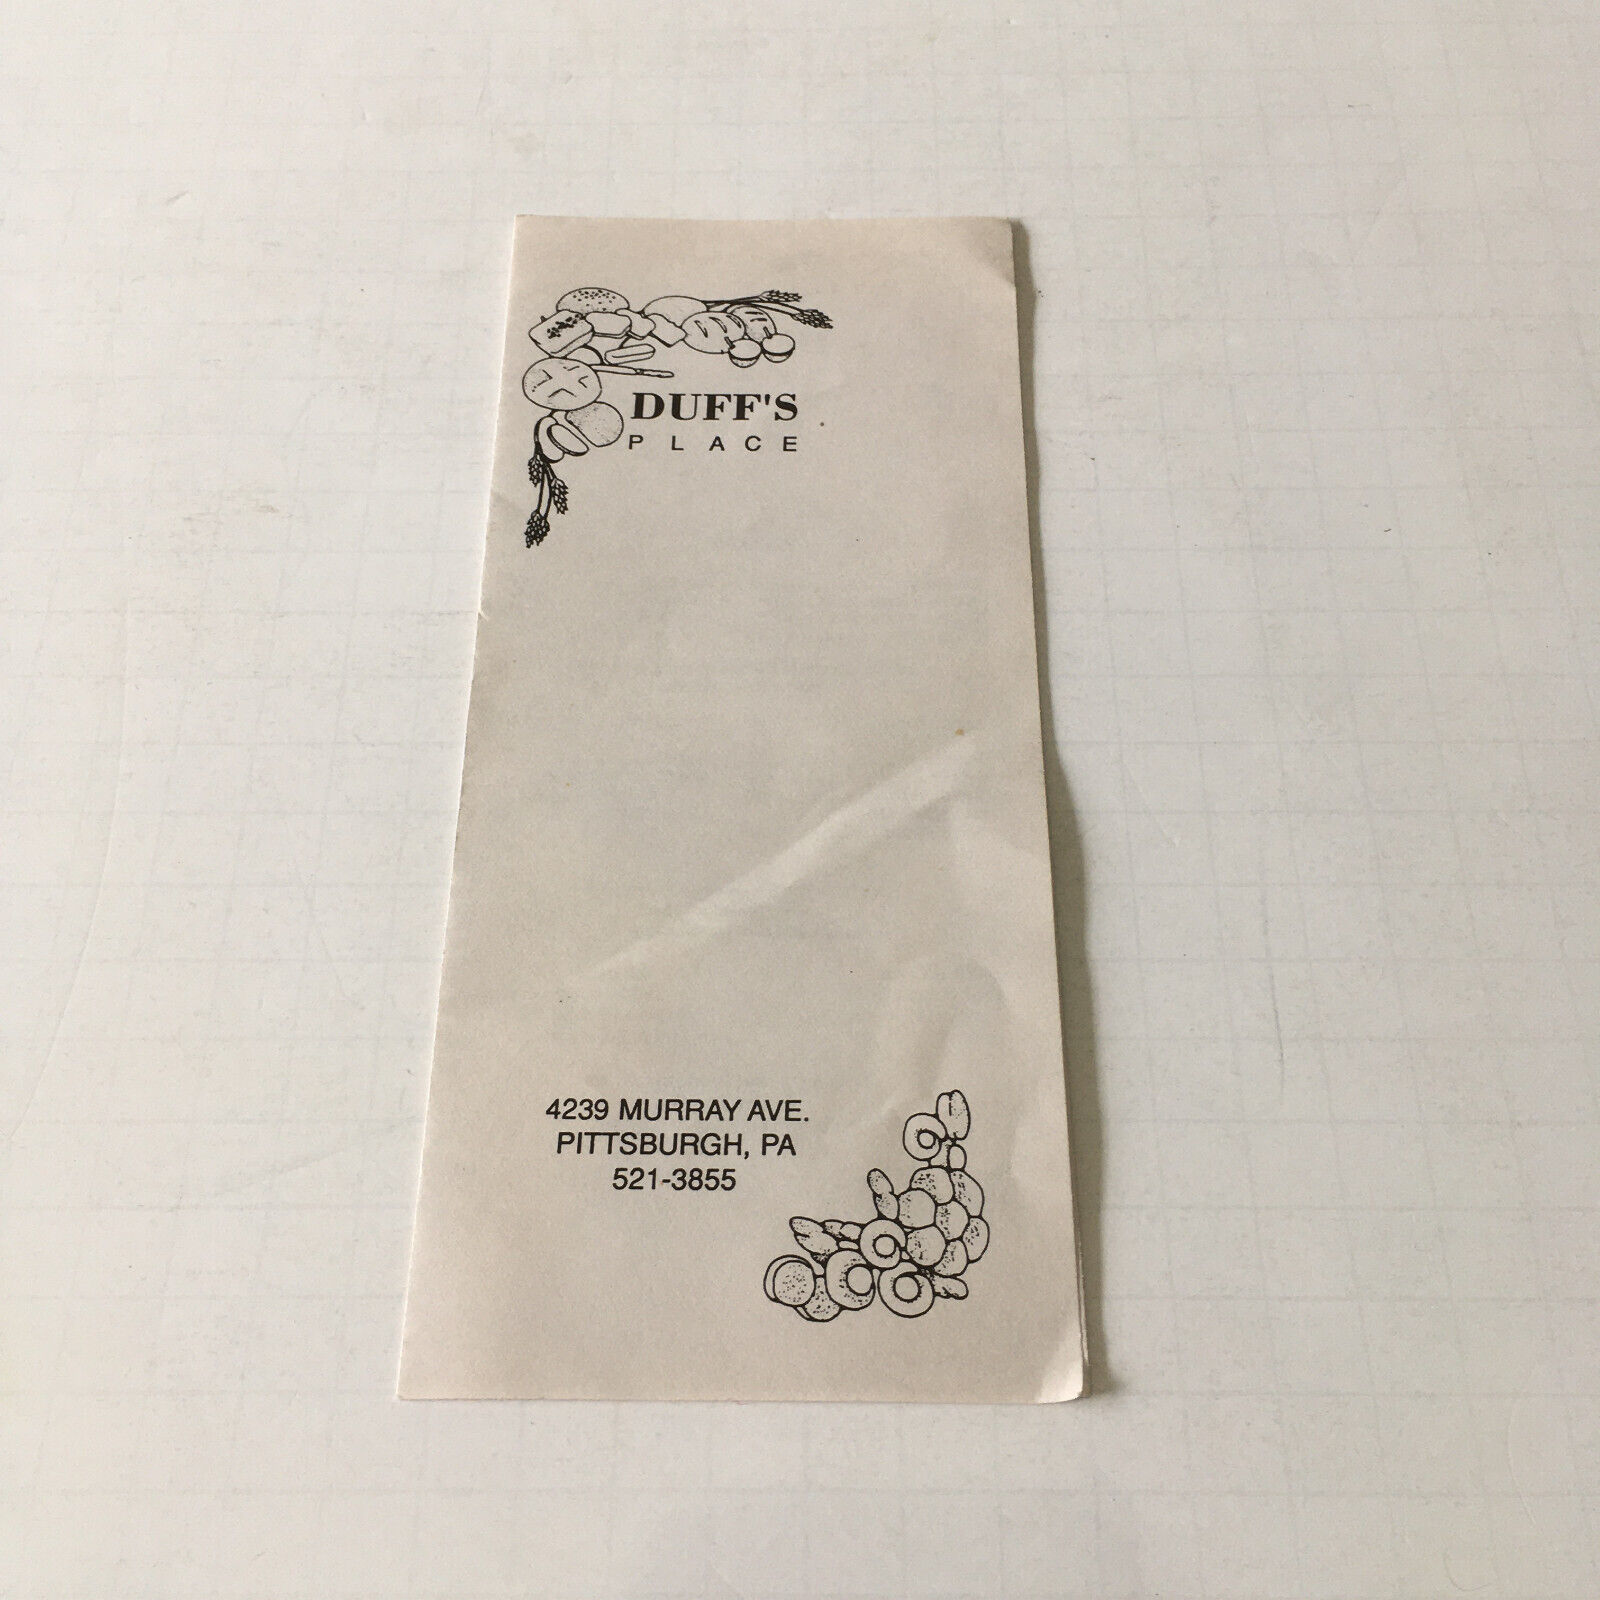 DUFF'S
PLACE
4239 MURRAY AVE.
PITTSBURGH, PA
521-3855